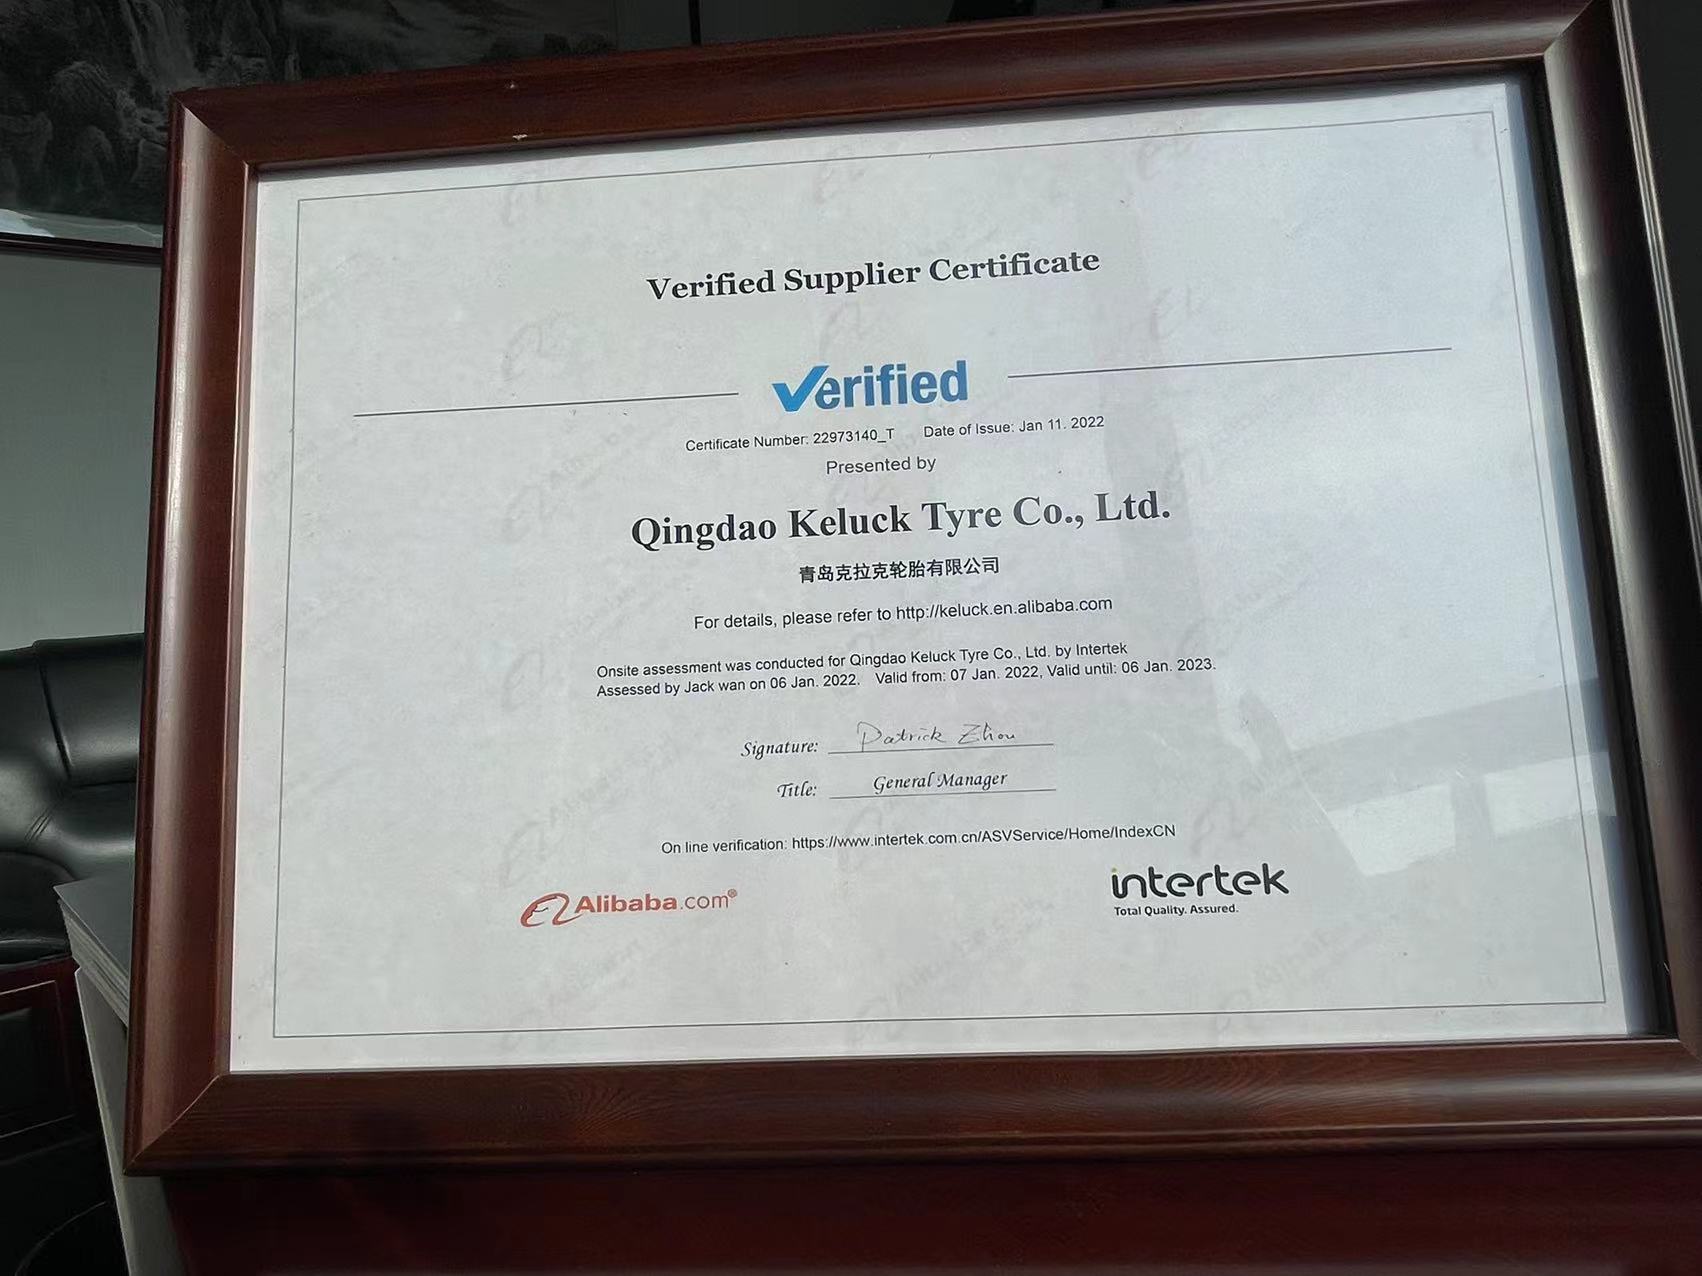 Verified Supplier Certificate
Verified
Certificate Number: 22973140_T Date of Issue: Jan 11. 2022
Presented by
Qingdao Keluck Tyre Co., Ltd.
青岛克拉克轮胎有限公司
For details, please refer to http://keluck.en.alibaba.com
Onsite assessment was conducted for Qingdao Keluck Tyre Co., Ltd. by Intertek
Assessed by Jack wan on 06 Jan. 2022. Valid from: 07 Jan. 2022, Valid until: 06 Jan. 2023.
Signature: Patrick Zhou
Title: General Manager
On line verification: https://www.intertek.com.cn/ASVService/Home/IndexCN
Alibaba.com®
intertek
Total Quality. Assured.